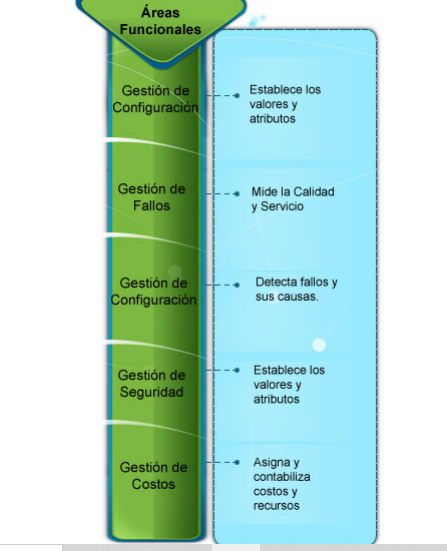 Áreas
Funcionales
Gestión de
Configuración
Establece los
valores y
atributos
Gestión de
Fallos
Mide la Calidad
y Servicio
Gestión de
Configuración
Detecta fallos y
sus causas.
Gestión de
Seguridad
Establece los
valores y
atributos
Gestión de
Costos
Asigna y
contabiliza
costos y
recursos